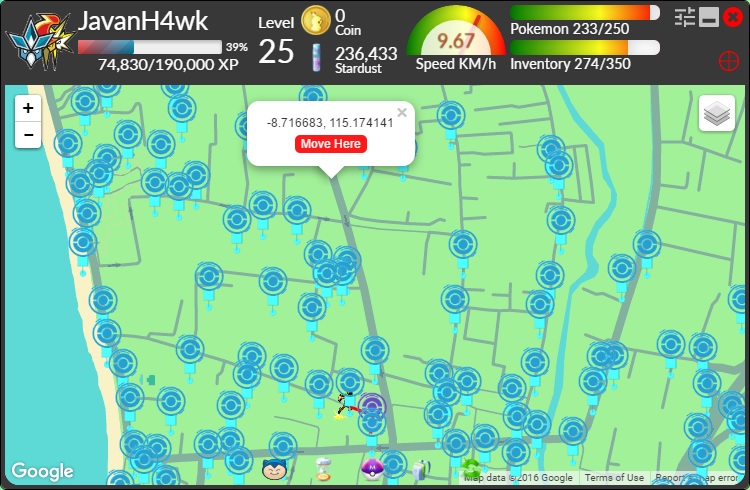 JavanH4wk
39%
74,830/190,000 XP
Level
25
0
Coin
236,433
Stardust
9.67
Speed KM/h
Pokemon 233/250
Inventory 274/350
+
−
-8.716683, 115.174141
×
Move Here
Google
Map data ©2016 Google
Terms of Use
Report a map error